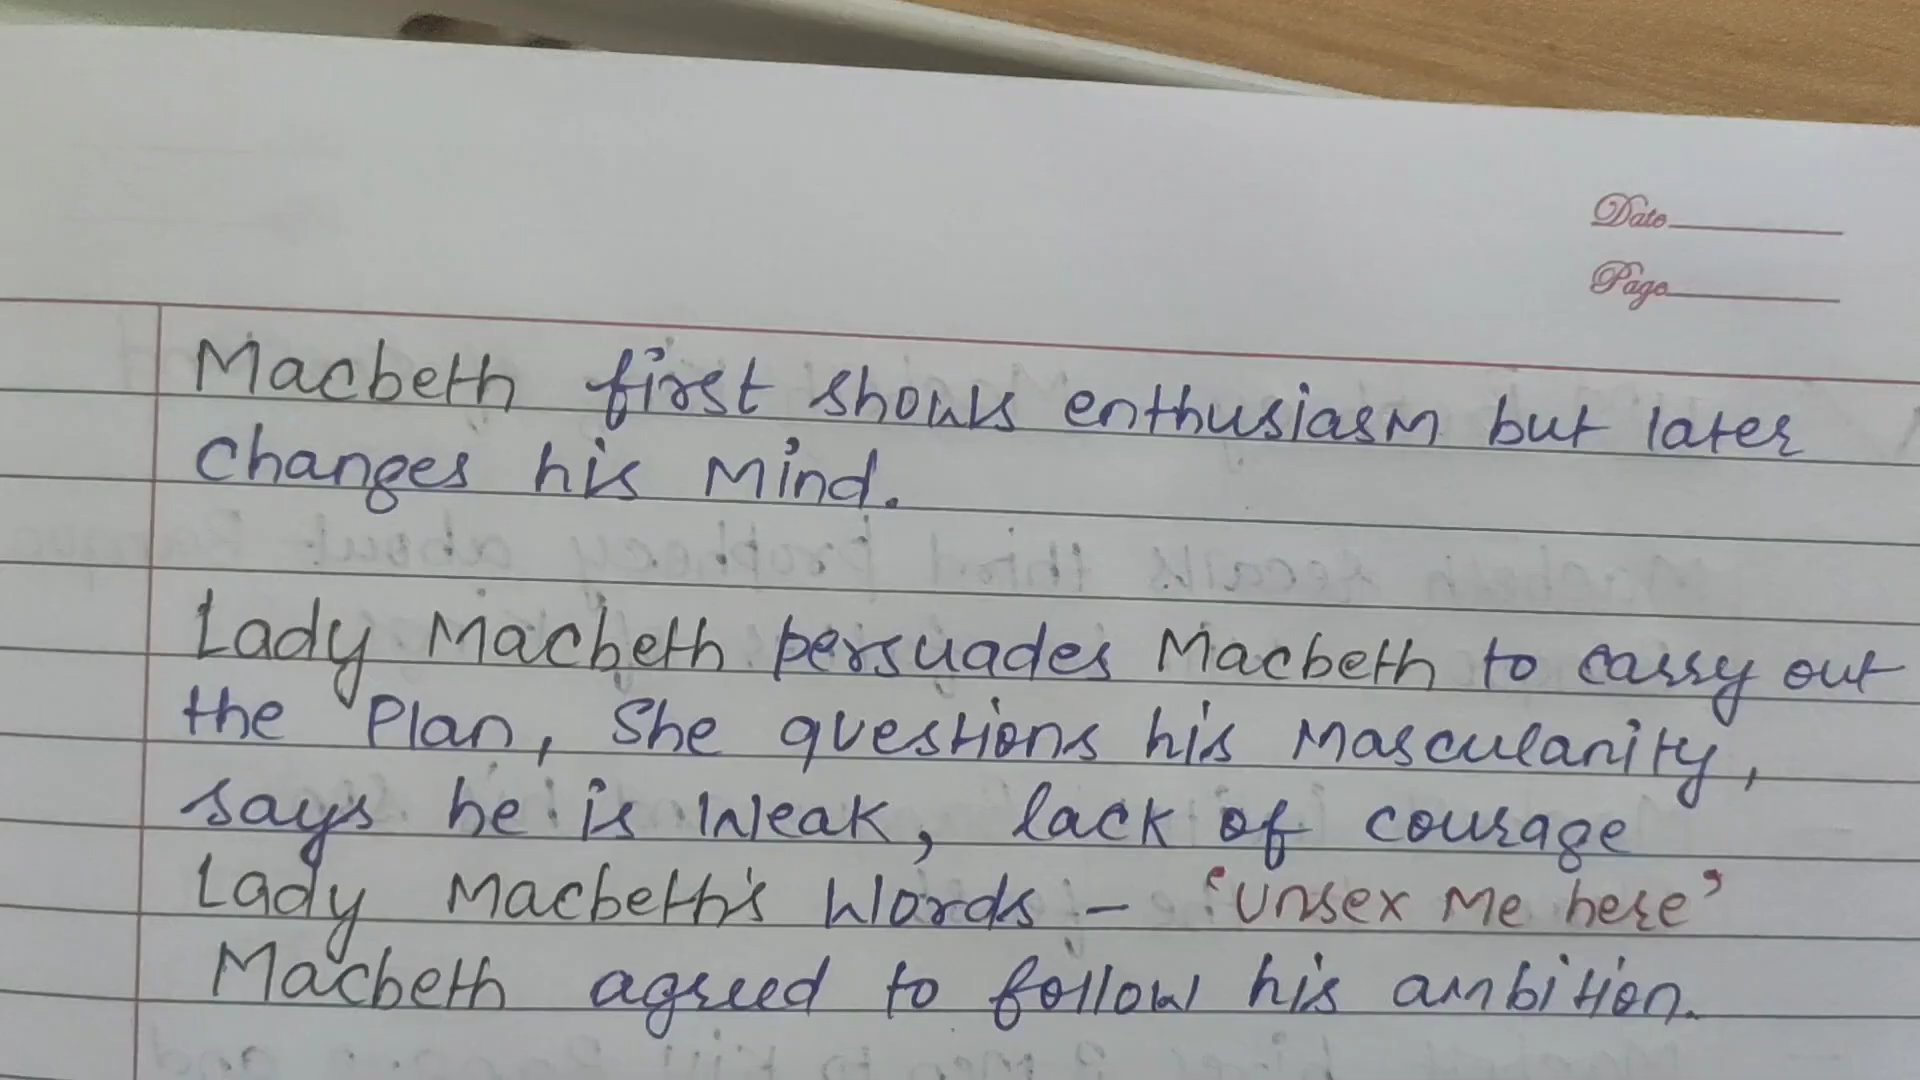 Date
Page
Macbeth first shows enthusiasm but later
changes his Mind.
Lady Macbeth persuades Macbeth to carry out
the Plan, She questions his Masculanity,
says he is Weak, lack of courage
Lady Macbeth's Words - 'Unsex Me here'
Macbeth agreed to follow his ambition.